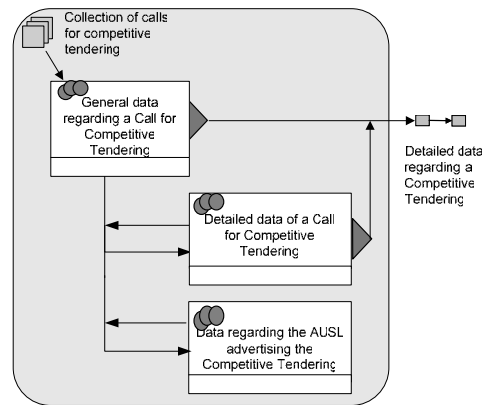 Collection of calls
for competitive
tendering
General data
regarding a Call for
Competitive
Tendering
Detailed data
regarding a
Competitive
Tendering
Detailed data of a Call
for Competitive
Tendering
Data regarding the AUSL
advertising the
Competitive Tendering